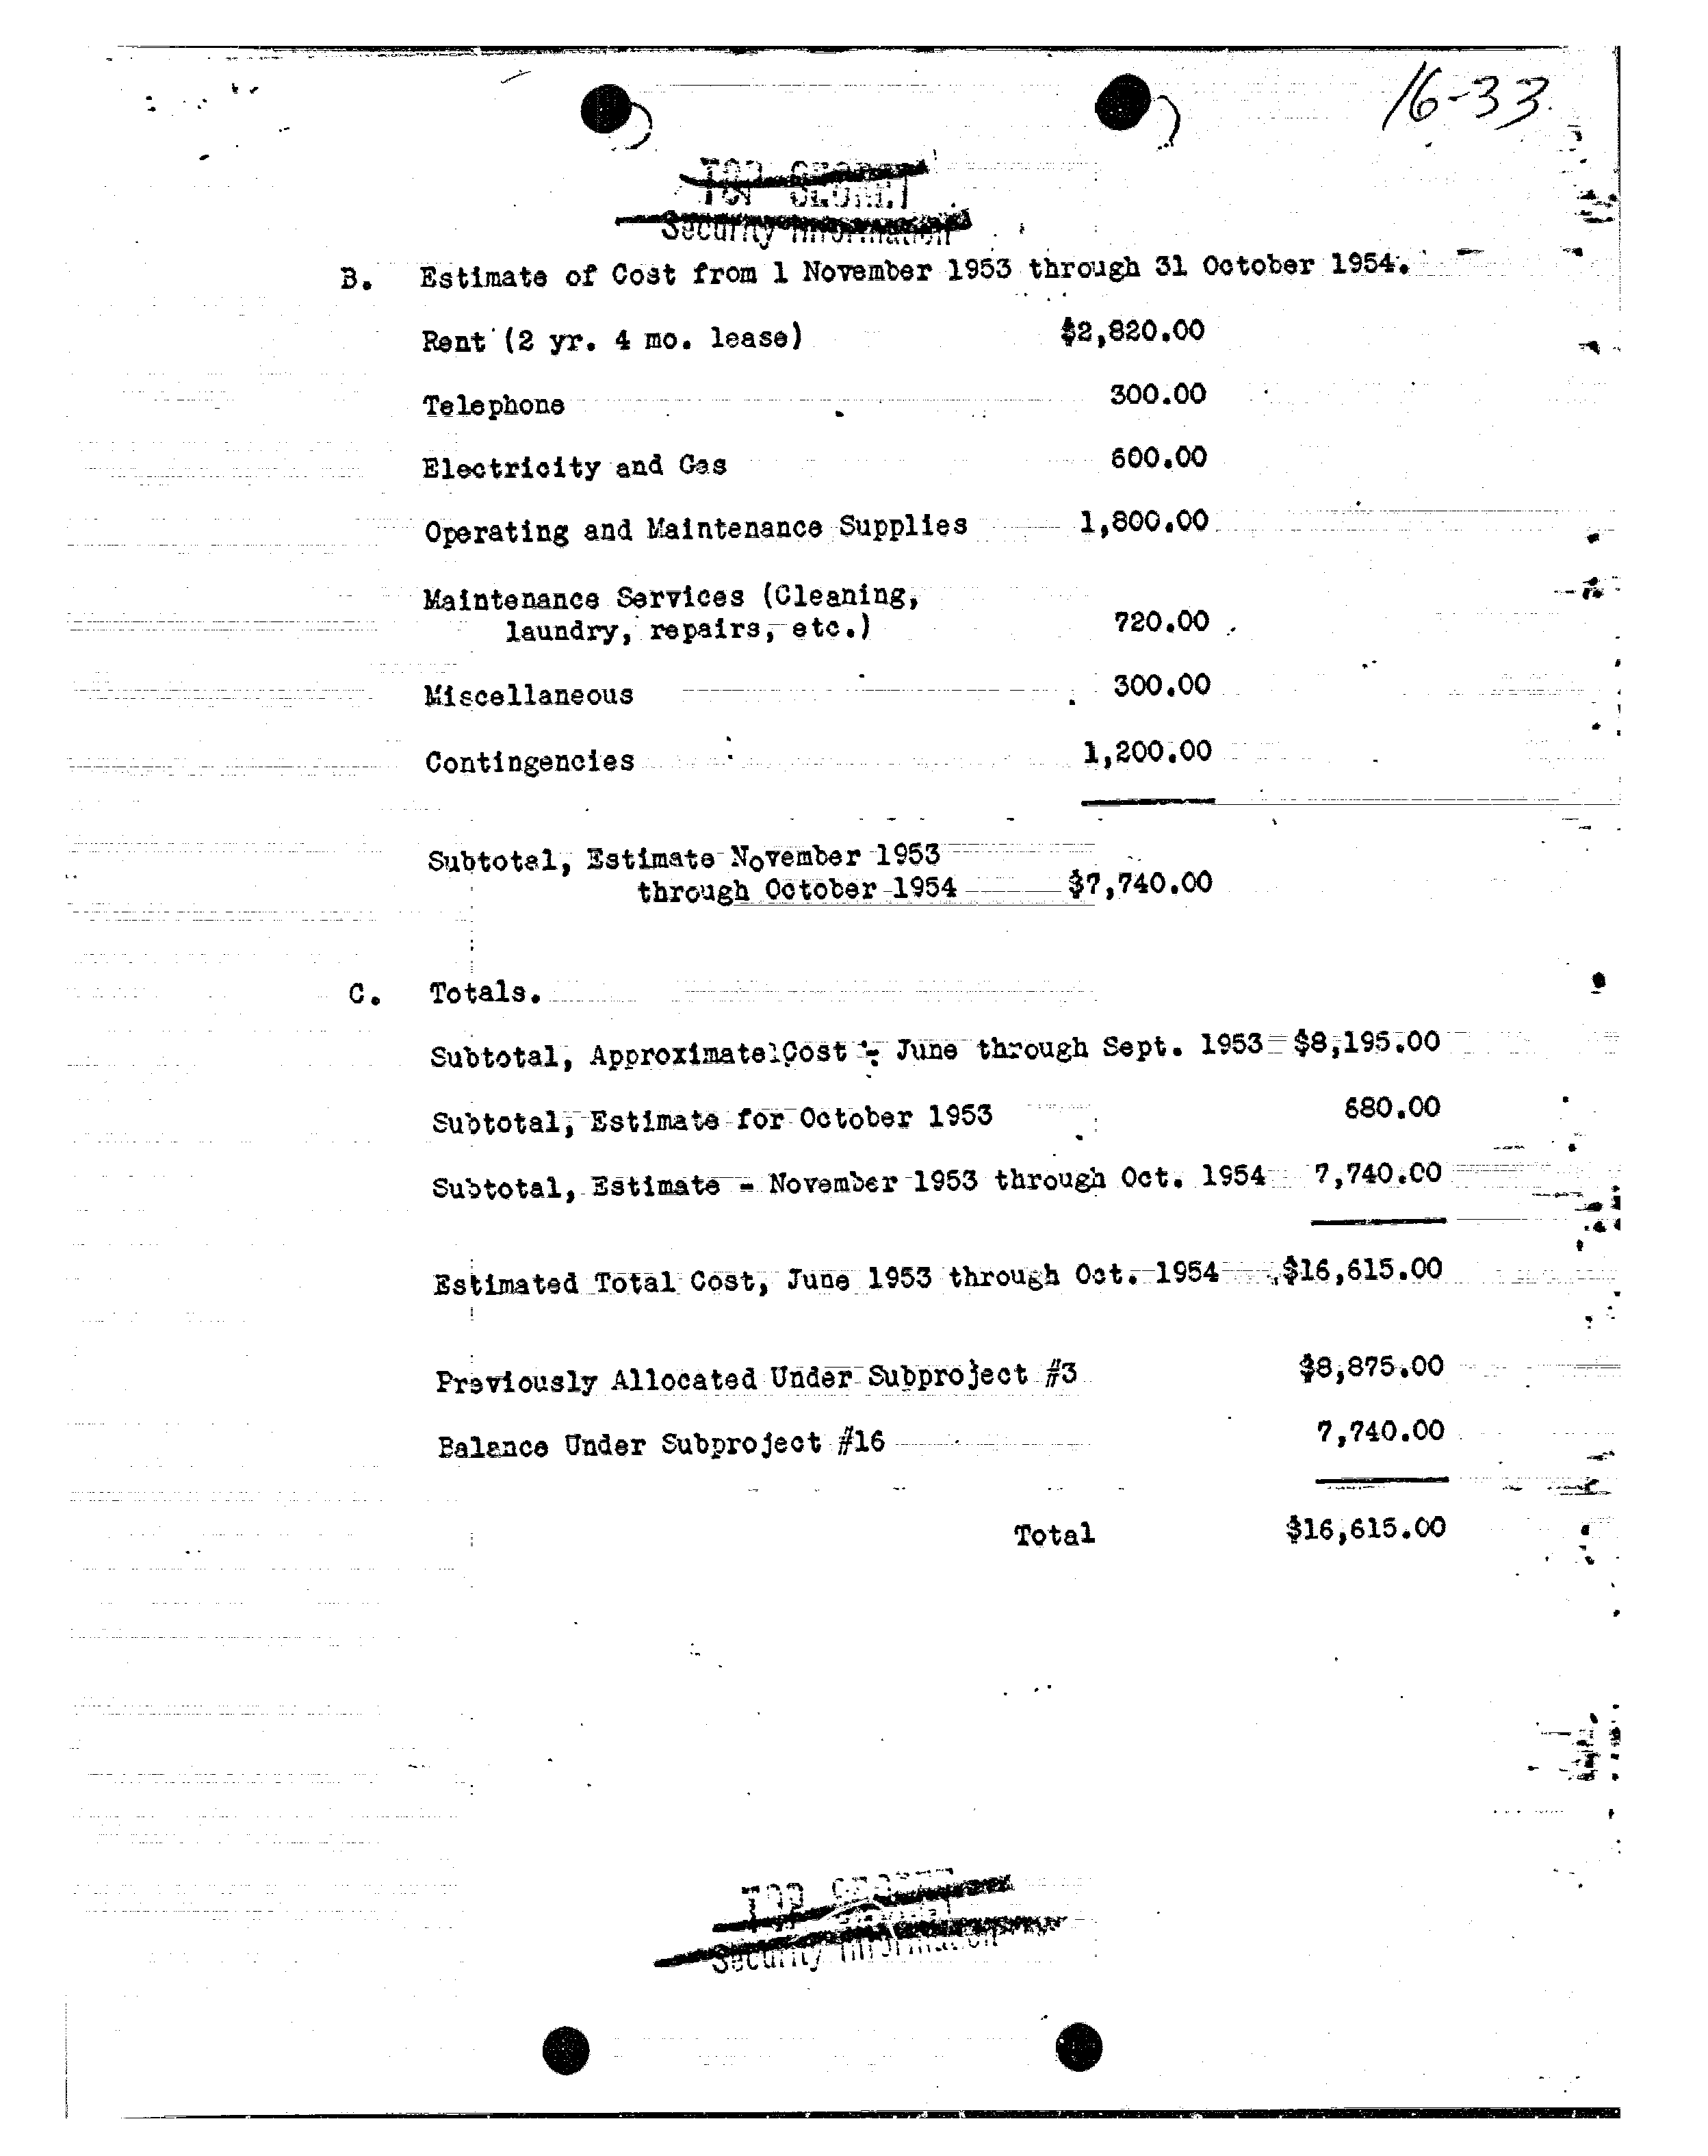 16-33
TOP SECRET
Security Information
B. Estimate of Cost from 1 November 1953 through 31 October 1954.
Rent (2 yr. 4 mo. lease) $2,820.00
Telephone 300.00
Electricity and Gas 600.00
Operating and Maintenance Supplies 1,800.00
Maintenance Services (Cleaning,
laundry, repairs, etc.) 720.00
Miscellaneous 300.00
Contingencies 1,200.00
Subtotal, Estimate November 1953
through October 1954 $7,740.00
C. Totals.
Subtotal, Approximate Cost - June through Sept. 1953 $8,195.00
Subtotal, Estimate for October 1953 680.00
Subtotal, Estimate - November 1953 through Oct. 1954 7,740.00
Estimated Total Cost, June 1953 through Oct. 1954 $16,615.00
Previously Allocated Under Subproject #3 $8,875.00
Balance Under Subproject #16 7,740.00
Total $16,615.00
TOP SECRET
Security Information